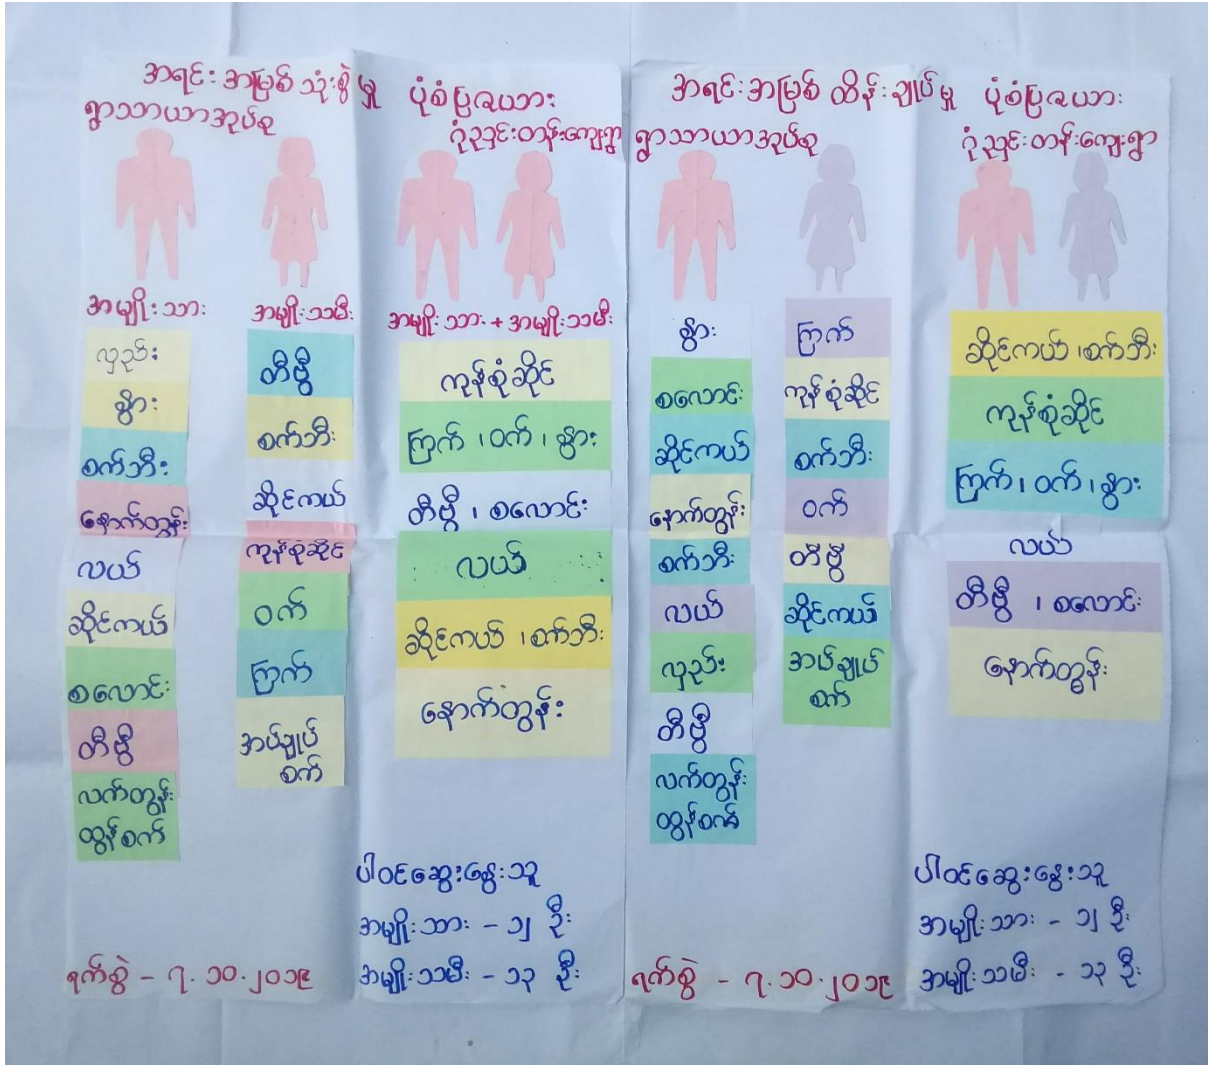 အရင်းအမြစ်သုံးစွဲမှု ပုံစံပြဇယား
ရွာသာယာအုပ်စု ဂုံညှင်းတန်းကျေးရွာ
အမျိုးသား
လှည်း
နွား
စက်ဘီး
နောက်တွန်း
လယ်
ဆိုင်ကယ်
စလောင်း
တီဗွီ
လက်တွန်း
ထွန်စက်
အမျိုးသမီး
တီဗွီ
စက်ဘီး
ဆိုင်ကယ်
ကုန်စုံဆိုင်
ဝက်
ကြက်
အပ်ချုပ်
စက်
အမျိုးသား + အမျိုးသမီး
ကုန်စုံဆိုင်
ကြက်၊ ဝက်၊ နွား
တီဗွီ၊ စလောင်း
လယ်
ဆိုင်ကယ်၊ စက်ဘီး
နောက်တွန်း
ပါဝင်ဆွေးနွေးသူ
အမျိုးသား - ၁၂ ဦး
အမျိုးသမီး - ၁၃ ဦး
ရက်စွဲ - ၇.၁၀.၂၀၁၉
အရင်းအမြစ်ထိန်းချုပ်မှု ပုံစံပြဇယား
ရွာသာယာအုပ်စု ဂုံညှင်းတန်းကျေးရွာ
နွား
စလောင်း
ဆိုင်ကယ်
နောက်တွန်း
စက်ဘီး
လယ်
လှည်း
တီဗွီ
လက်တွန်း
ထွန်စက်
ကြက်
ကုန်စုံဆိုင်
စက်ဘီး
ဝက်
တီဗွီ
ဆိုင်ကယ်
အပ်ချုပ်
စက်
ဆိုင်ကယ်၊ စက်ဘီး
ကုန်စုံဆိုင်
ကြက်၊ ဝက်၊ နွား
လယ်
တီဗွီ၊ စလောင်း
နောက်တွန်း
ပါဝင်ဆွေးနွေးသူ
အမျိုးသား - ၁၂ ဦး
အမျိုးသမီး - ၁၃ ဦး
ရက်စွဲ - ၇.၁၀.၂၀၁၉